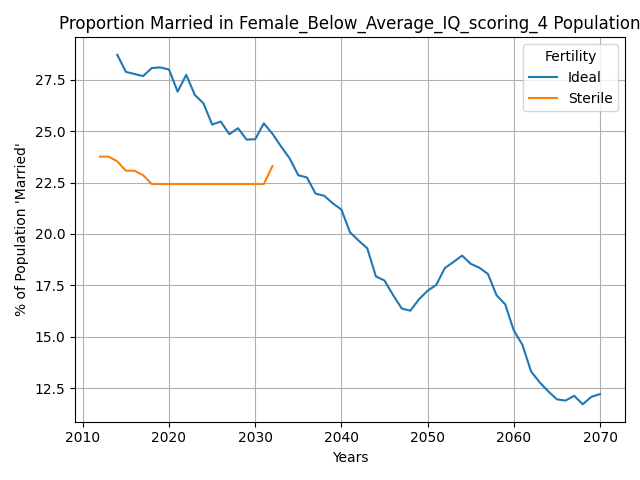 Proportion Married in Female_Below_Average_IQ_scoring_4 Population
Fertility
Ideal
Sterile
% of Population 'Married'
27.5
25.0
22.5
20.0
17.5
15.0
12.5
2010 2020 2030 2040 2050 2060 2070
Years